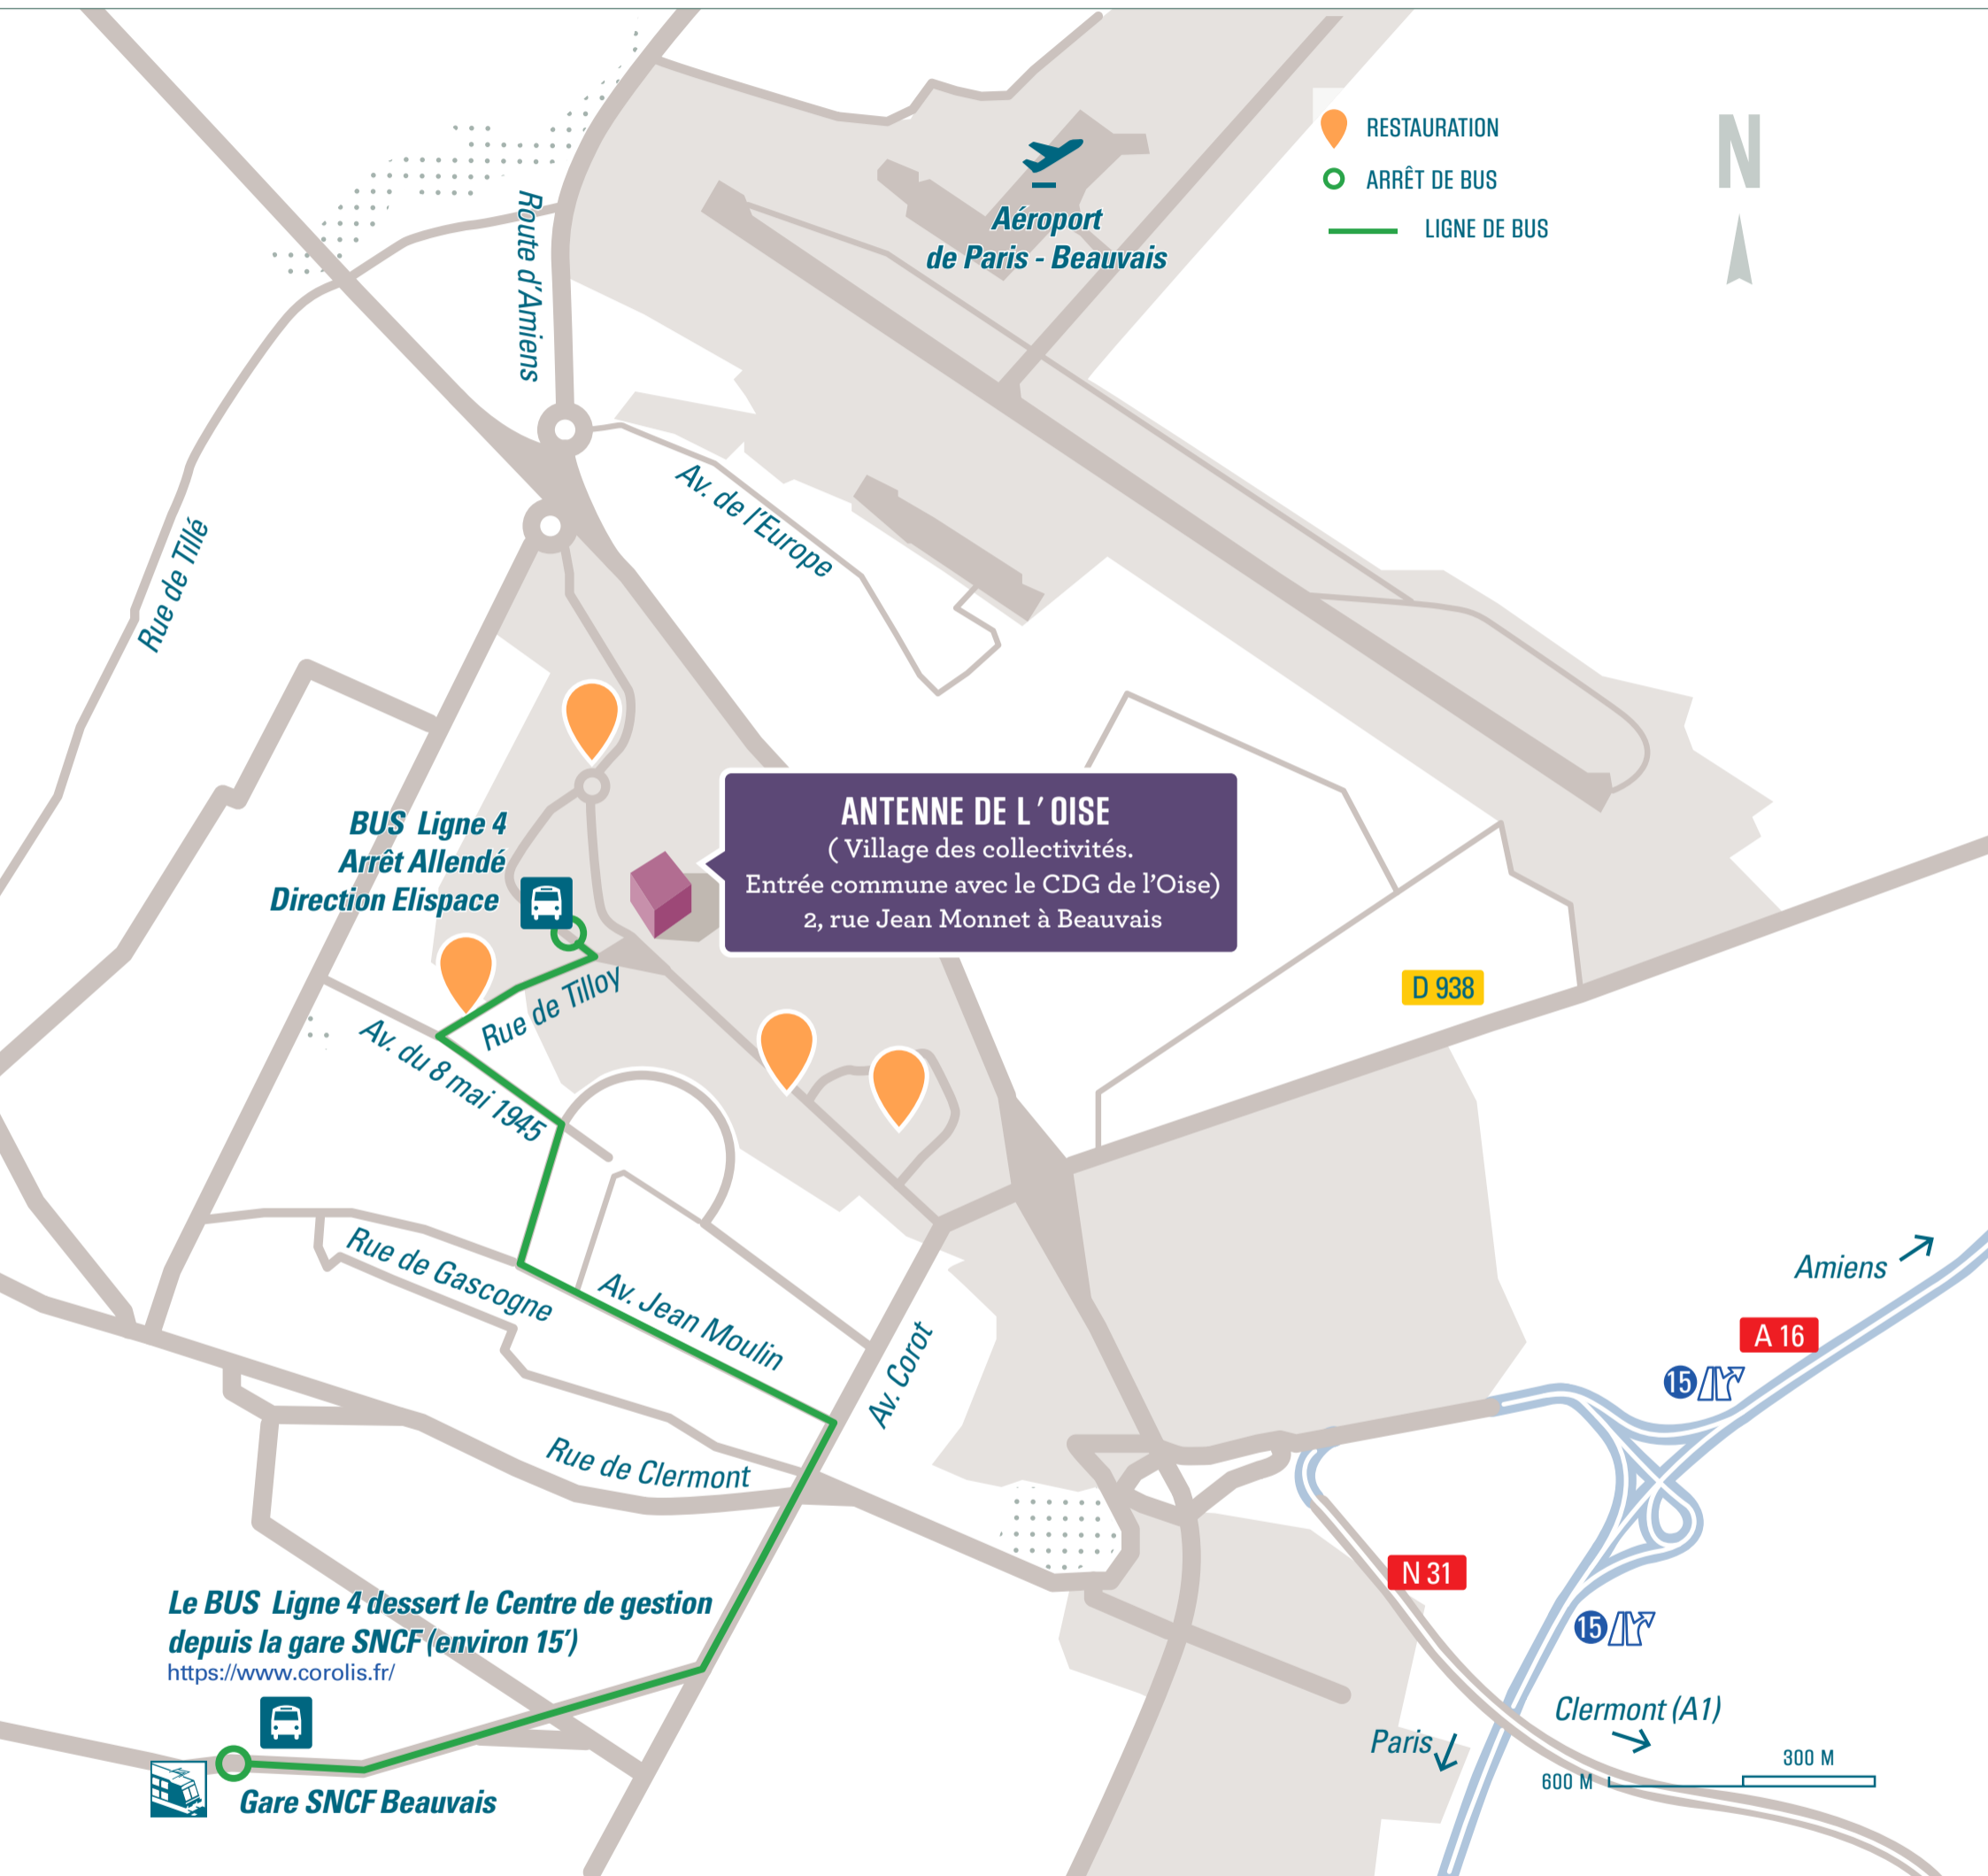 RESTAURATION
ARRÊT DE BUS
LIGNE DE BUS
N
Aéroport
de Paris - Beauvais
Route d'Amiens
Av. de l'Europe
Rue de Tillé
BUS Ligne 4
Arrêt Allendé
Direction Elispace
ANTENNE DE L ' OISE
( Village des collectivités.
Entrée commune avec le CDG de l'Oise)
2, rue Jean Monnet à Beauvais
D 938
Rue de Tilloy
Av. du 8 mai 1945
Rue de Gascogne
Av. Jean Moulin
Av. Corot
Rue de Clermont
Amiens
A 16
15
N 31
15
Le BUS Ligne 4 dessert le Centre de gestion
depuis la gare SNCF (environ 15')
https://www.corolis.fr/
Gare SNCF Beauvais
Clermont (A1)
Paris
300 M
600 M